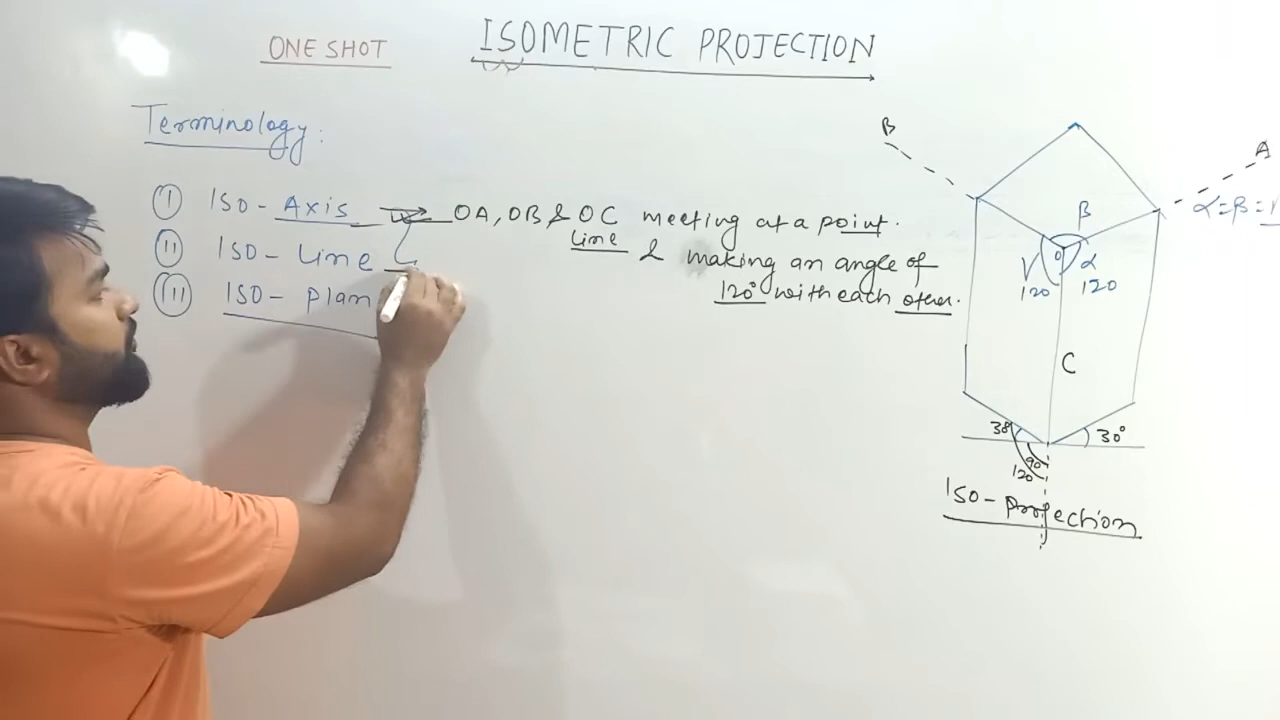 ONE SHOT
ISOMETRIC PROJECTION
Terminology:
(I) ISO - Axis → OA, OB & OC meeting at a point.
line & making an angle of
120° with each other.
(II) ISO - Line
(III) ISO - plan
B
A
α=β=γ
β
O
γ
α
120
120
C
30
30°
90
120
ISO - Projection